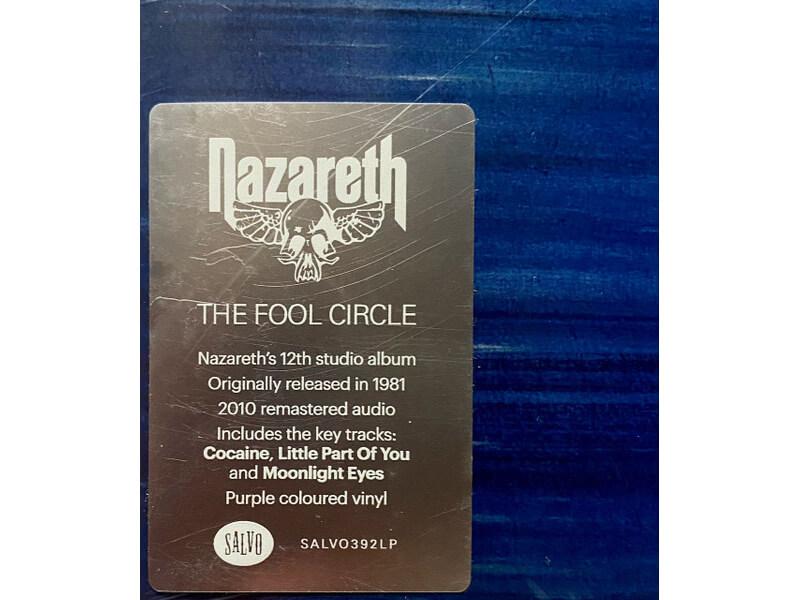 Nazareth
THE FOOL CIRCLE
Nazareth's 12th studio album
Originally released in 1981
2010 remastered audio
Includes the key tracks:
Cocaine, Little Part Of You
and Moonlight Eyes
Purple coloured vinyl
SALVO SALVO392LP